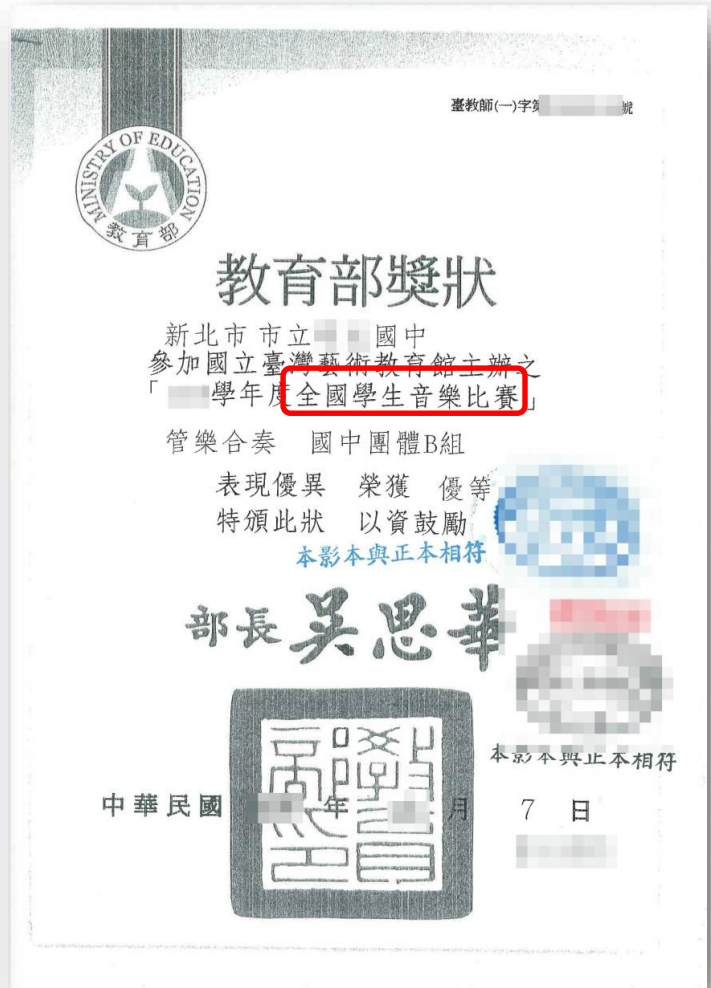 臺教師(一)字第 號
MINISTRY OF EDUCATION
教育部
教育部獎狀
新北市 市立 國中
參加國立臺灣藝術教育館主辦之
「 學年度全國學生音樂比賽」
管樂合奏 國中團體B組
表現優異 榮獲 優等
特頒此狀 以資鼓勵
本影本與正本相符
部長 吳思華
本影本與正本相符
中華民國 年 月 7 日